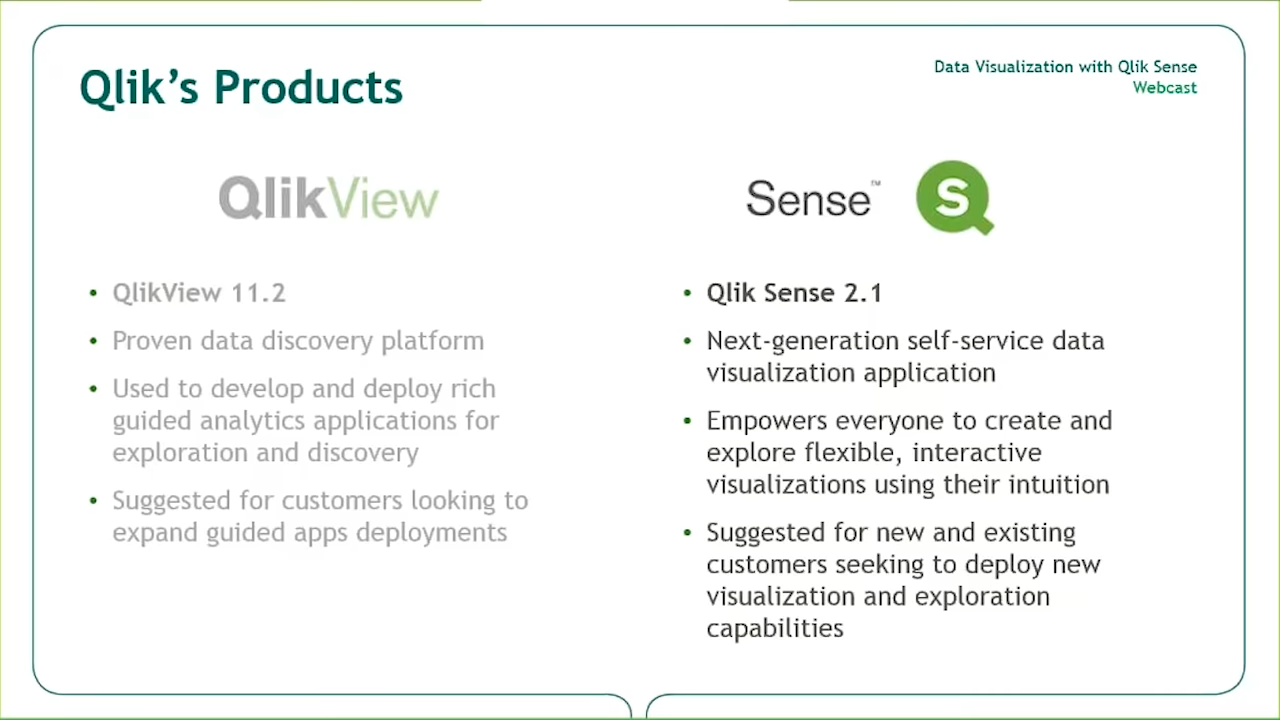 Qlik's Products
Data Visualization with Qlik Sense
Webcast
QlikView
• QlikView 11.2
• Proven data discovery platform
• Used to develop and deploy rich
guided analytics applications for
exploration and discovery
• Suggested for customers looking to
expand guided apps deployments
Sense™ S
• Qlik Sense 2.1
• Next-generation self-service data
visualization application
• Empowers everyone to create and
explore flexible, interactive
visualizations using their intuition
• Suggested for new and existing
customers seeking to deploy new
visualization and exploration
capabilities